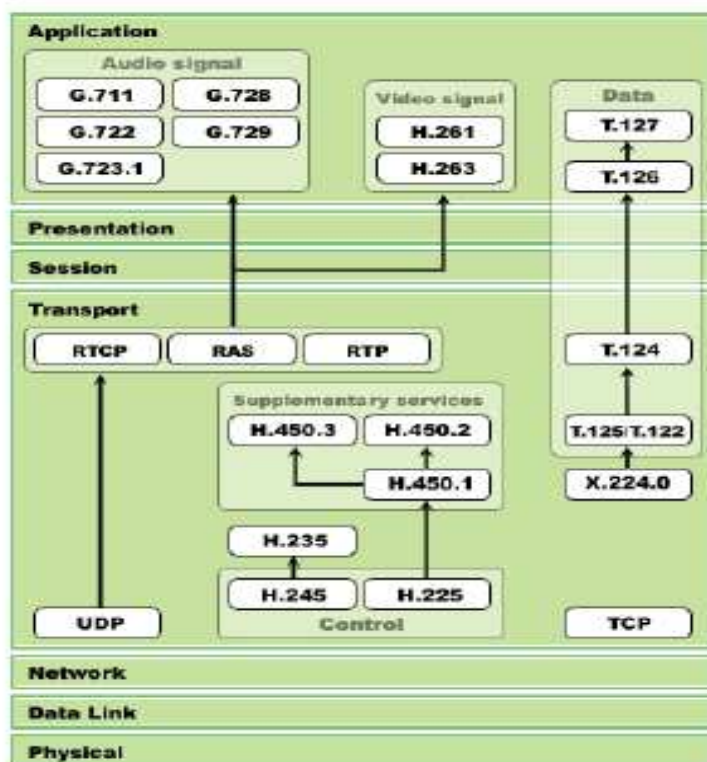 Application
Audio signal
G.711 G.728
G.722 G.729
G.723.1
Video signal
H.261
H.263
Data
T.127
T.126
Presentation
Session
Transport
RTCP RAS RTP
T.124
Supplementary services
H.450.3 H.450.2
T.125/T.122
H.450.1
X.224.0
H.235
H.245 H.225
Control
UDP
TCP
Network
Data Link
Physical